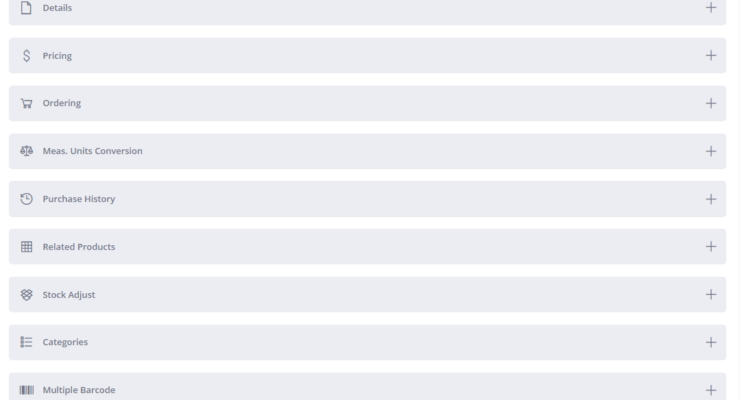 Details
Pricing
Ordering
Meas. Units Conversion
Purchase History
Related Products
Stock Adjust
Categories
Multiple Barcode